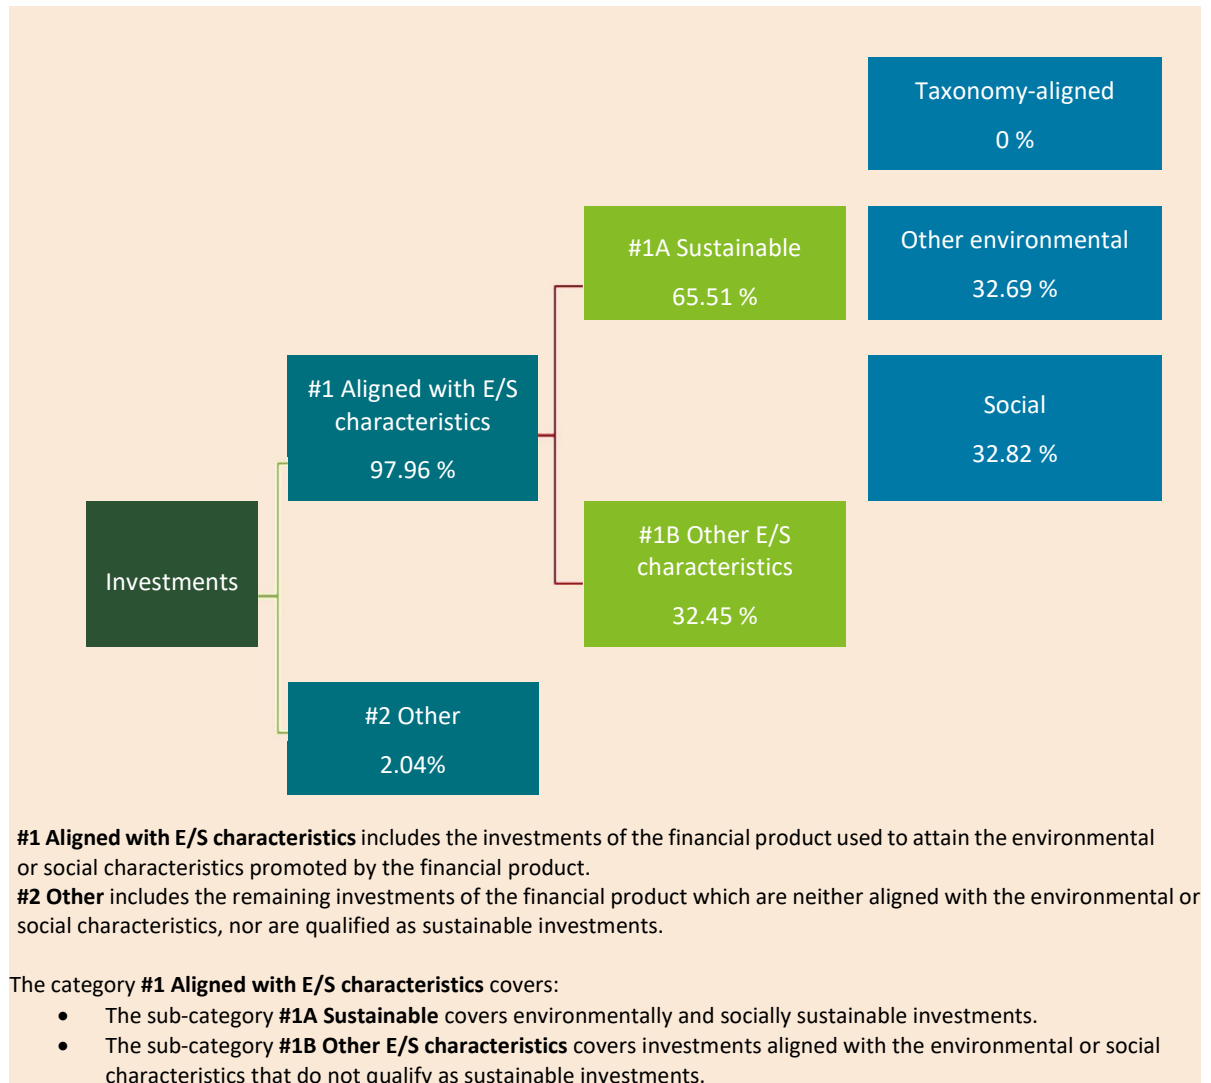 Taxonomy-aligned
0 %
#1A Sustainable
65.51 %
Other environmental
32.69 %
#1 Aligned with E/S
characteristics
97.96 %
Social
32.82 %
Investments
#1B Other E/S
characteristics
32.45 %
#2 Other
2.04%
#1 Aligned with E/S characteristics includes the investments of the financial product used to attain the environmental
or social characteristics promoted by the financial product.
#2 Other includes the remaining investments of the financial product which are neither aligned with the environmental or
social characteristics, nor are qualified as sustainable investments.
The category #1 Aligned with E/S characteristics covers:
• The sub-category #1A Sustainable covers environmentally and socially sustainable investments.
• The sub-category #1B Other E/S characteristics covers investments aligned with the environmental or social
characteristics that do not qualify as sustainable investments.